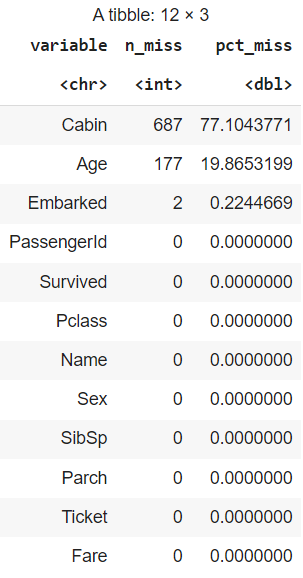 A tibble: 12 × 3
variable n_miss pct_miss
<chr> <int> <dbl>
Cabin 687 77.1043771
Age 177 19.8653199
Embarked 2 0.2244669
PassengerId 0 0.0000000
Survived 0 0.0000000
Pclass 0 0.0000000
Name 0 0.0000000
Sex 0 0.0000000
SibSp 0 0.0000000
Parch 0 0.0000000
Ticket 0 0.0000000
Fare 0 0.0000000